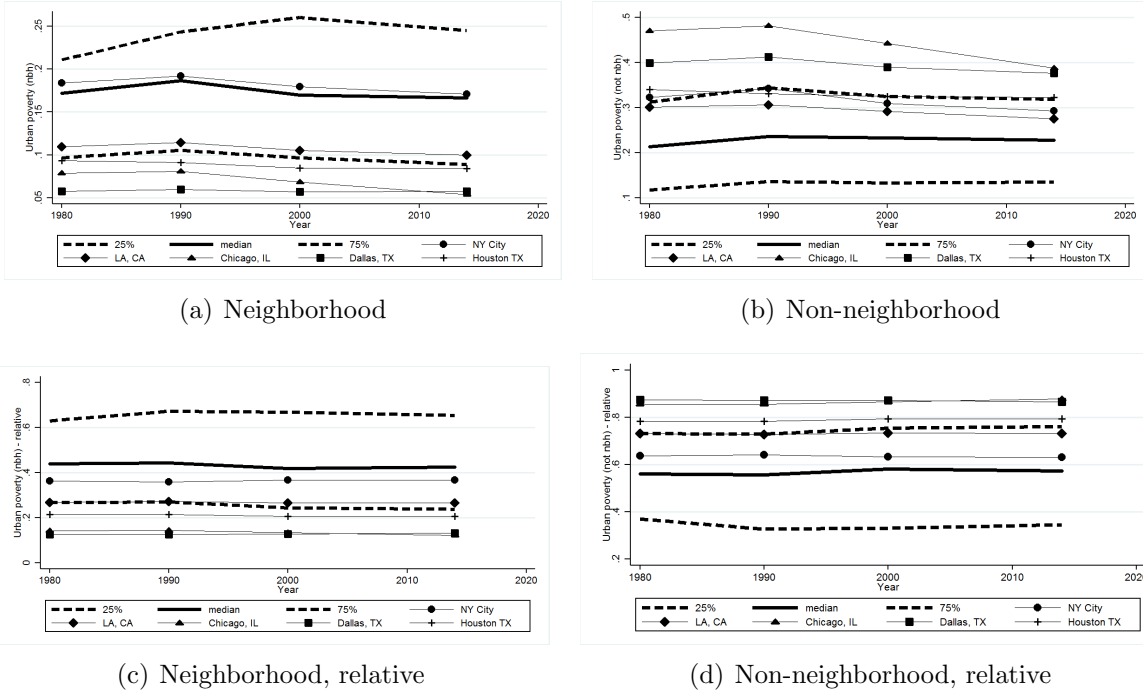 .05 .1 .15 .2 .25
Urban poverty (nbh)
1980 1990 2000 2010 2020
Year
25% median 75% NY City
LA, CA Chicago, IL Dallas, TX Houston TX
(a) Neighborhood
.1 .2 .3 .4 .5
Urban poverty (not nbh)
1980 1990 2000 2010 2020
Year
25% median 75% NY City
LA, CA Chicago, IL Dallas, TX Houston TX
(b) Non-neighborhood
0 .2 .4 .6 .8
Urban poverty (nbh) - relative
1980 1990 2000 2010 2020
Year
25% median 75% NY City
LA, CA Chicago, IL Dallas, TX Houston TX
(c) Neighborhood, relative
.2 .4 .6 .8 1
Urban poverty (not nbh) - relative
1980 1990 2000 2010 2020
Year
25% median 75% NY City
LA, CA Chicago, IL Dallas, TX Houston TX
(d) Non-neighborhood, relative